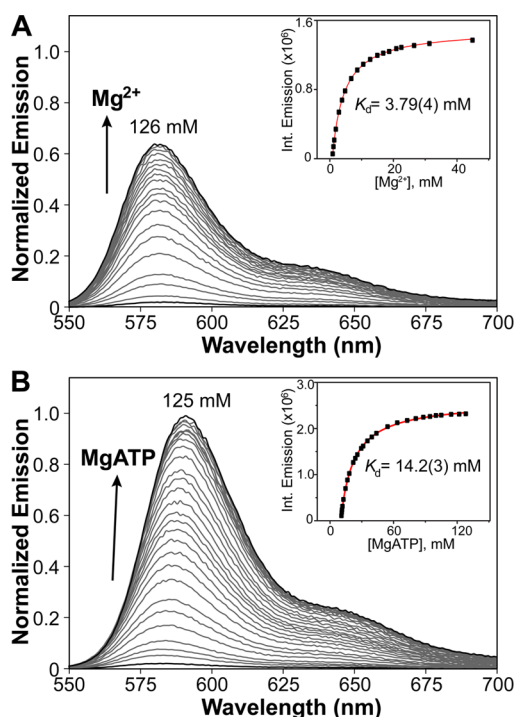 A
Mg²⁺
126 mM
Normalized Emission
1.0
0.8
0.6
0.4
0.2
0
550
575
600
625
650
675
700
Wavelength (nm)
Int. Emission (x10⁶)
1.6
0.8
0
Kd= 3.79(4) mM
0
20
40
[Mg²⁺], mM
B
MgATP
125 mM
Normalized Emission
1.0
0.8
0.6
0.4
0.2
0
550
575
600
625
650
675
700
Wavelength (nm)
Int. Emission (x10⁶)
3.0
2.0
1.0
0
Kd= 14.2(3) mM
0
60
120
[MgATP], mM